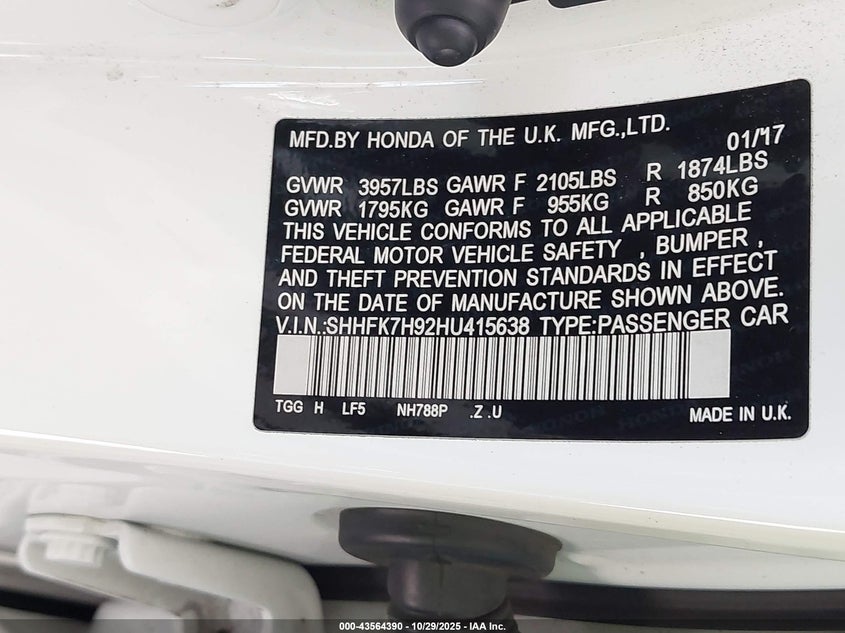 MFD.BY HONDA OF THE U.K. MFG.,LTD. 01/'17
GVWR 3957LBS GAWR F 2105LBS R 1874LBS
GVWR 1795KG GAWR F 955KG R 850KG
THIS VEHICLE CONFORMS TO ALL APPLICABLE
FEDERAL MOTOR VEHICLE SAFETY , BUMPER ,
AND THEFT PREVENTION STANDARDS IN EFFECT
ON THE DATE OF MANUFACTURE SHOWN ABOVE.
V.I.N.:SHHFK7H92HU415638 TYPE:PASSENGER CAR
TGG H LF5 NH788P .Z .U MADE IN U.K.
000-43564390 - 10/29/2025 - IAA Inc.